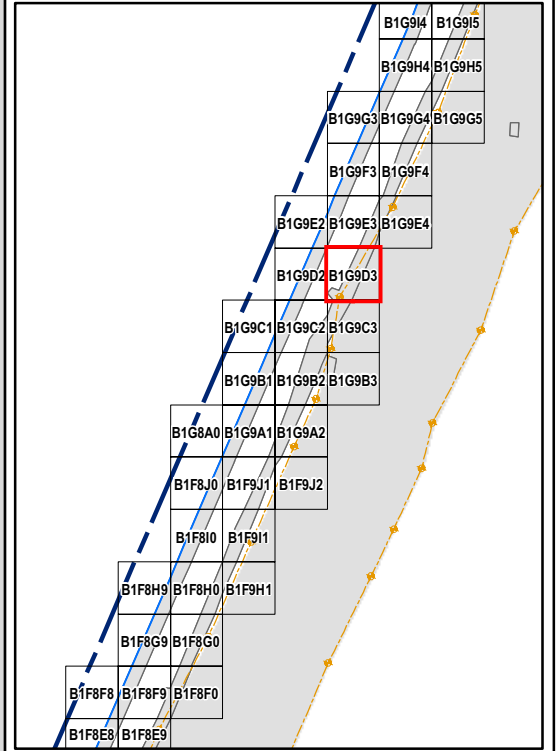 B1G9I4 B1G9I5
B1G9H4 B1G9H5
B1G9G3 B1G9G4 B1G9G5
B1G9F3 B1G9F4
B1G9E2 B1G9E3 B1G9E4
B1G9D2 B1G9D3
B1G9C1 B1G9C2 B1G9C3
B1G9B1 B1G9B2 B1G9B3
B1G8A0 B1G9A1 B1G9A2
B1F8J0 B1F9J1 B1F9J2
B1F8I0 B1F9I1
B1F8H9 B1F8H0 B1F9H1
B1F8G9 B1F8G0
B1F8F8 B1F8F9 B1F8F0
B1F8E8 B1F8E9